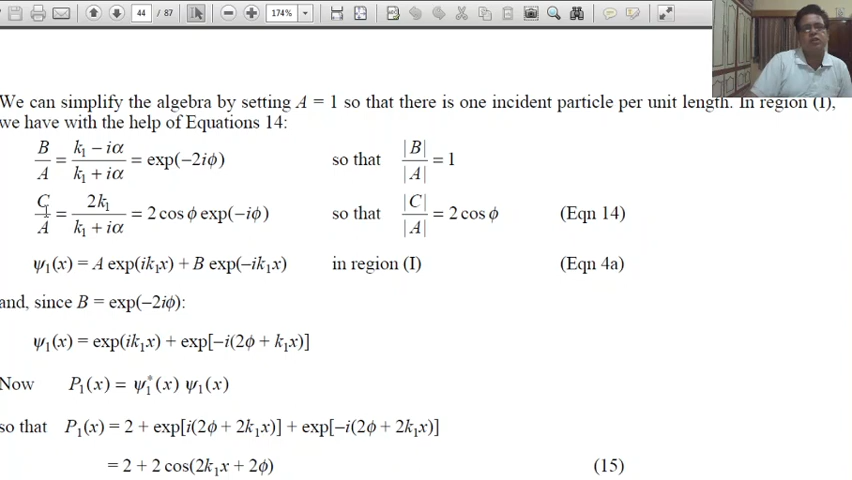 44 / 87 174%
We can simplify the algebra by setting A = 1 so that there is one incident particle per unit length. In region (I),
we have with the help of Equations 14:
B/A = (k₁ − iα)/(k₁ + iα) = exp(−2iϕ) so that |B|/|A| = 1
C/A = 2k₁/(k₁ + iα) = 2 cos ϕ exp(−iϕ) so that |C|/|A| = 2 cos ϕ (Eqn 14)
ψ₁(x) = A exp(ik₁x) + B exp(−ik₁x) in region (I) (Eqn 4a)
and, since B = exp(−2iϕ):
ψ₁(x) = exp(ik₁x) + exp[−i(2ϕ + k₁x)]
Now P₁(x) = ψ₁*(x) ψ₁(x)
so that P₁(x) = 2 + exp[i(2ϕ + 2k₁x)] + exp[−i(2ϕ + 2k₁x)]
= 2 + 2 cos(2k₁x + 2ϕ) (15)